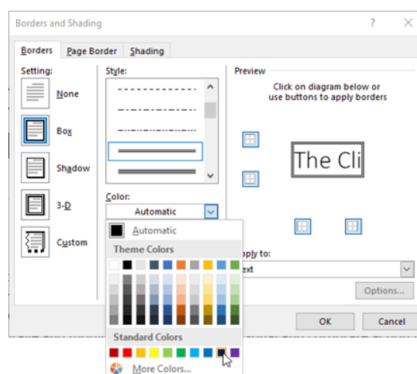 Borders and Shading
? ×
Borders Page Border Shading
Setting:
None
Box
Shadow
3-D
Custom
Style:
Color:
Automatic
Automatic
Theme Colors
Standard Colors
More Colors...
Preview
Click on diagram below or
use buttons to apply borders
The Cli
pply to:
ext
Options...
OK Cancel